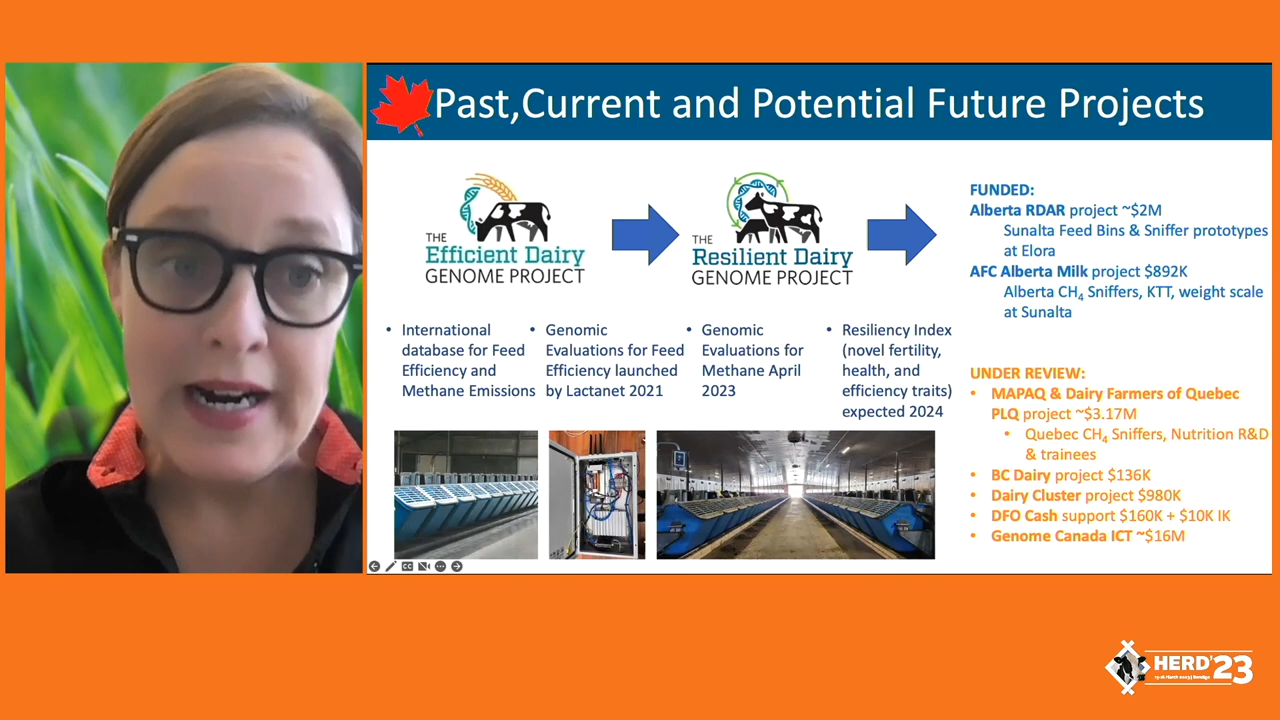 Past,Current and Potential Future Projects
THE
Efficient Dairy
GENOME PROJECT
THE
Resilient Dairy
GENOME PROJECT
• International
database for Feed
Efficiency and
Methane Emissions
• Genomic
Evaluations for Feed
Efficiency launched
by Lactanet 2021
• Genomic
Evaluations for
Methane April
2023
• Resiliency Index
(novel fertility,
health, and
efficiency traits)
expected 2024
FUNDED:
Alberta RDAR project ~$2M
Sunalta Feed Bins & Sniffer prototypes
at Elora
AFC Alberta Milk project $892K
Alberta CH₄ Sniffers, KTT, weight scale
at Sunalta
UNDER REVIEW:
• MAPAQ & Dairy Farmers of Quebec
PLQ project ~$3.17M
• Quebec CH₄ Sniffers, Nutrition R&D
& trainees
• BC Dairy project $136K
• Dairy Cluster project $980K
• DFO Cash support $160K + $10K IK
• Genome Canada ICT ~$16M
CC
HERD'23